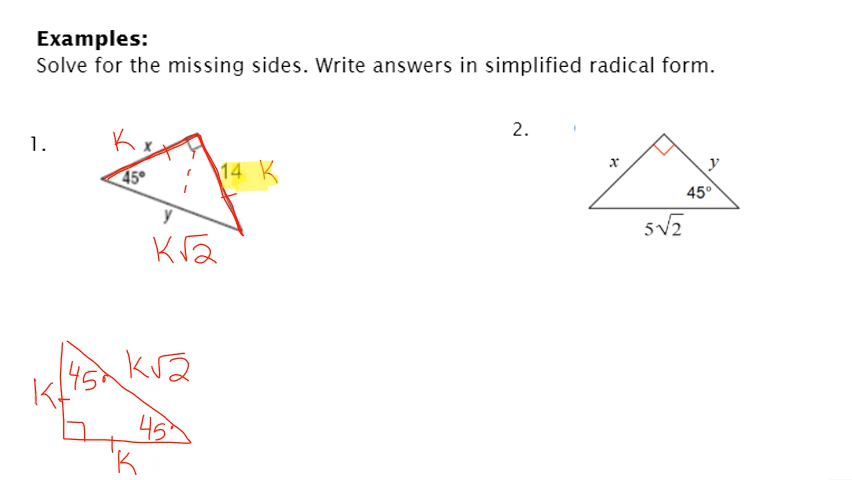 Examples:
Solve for the missing sides. Write answers in simplified radical form.
1.
K x
45°
14 K
y
K√2
2.
x
y
45°
5√2
45°
K√2
K
45°
K